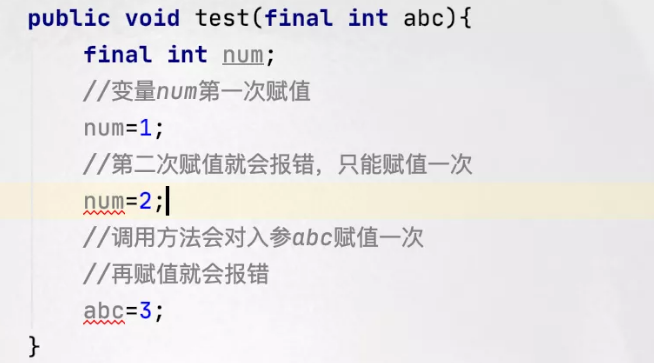 public void test(final int abc){
final int num;
//变量num第一次赋值
num=1;
//第二次赋值就会报错，只能赋值一次
num=2;
//调用方法会对入参abc赋值一次
//再赋值就会报错
abc=3;
}